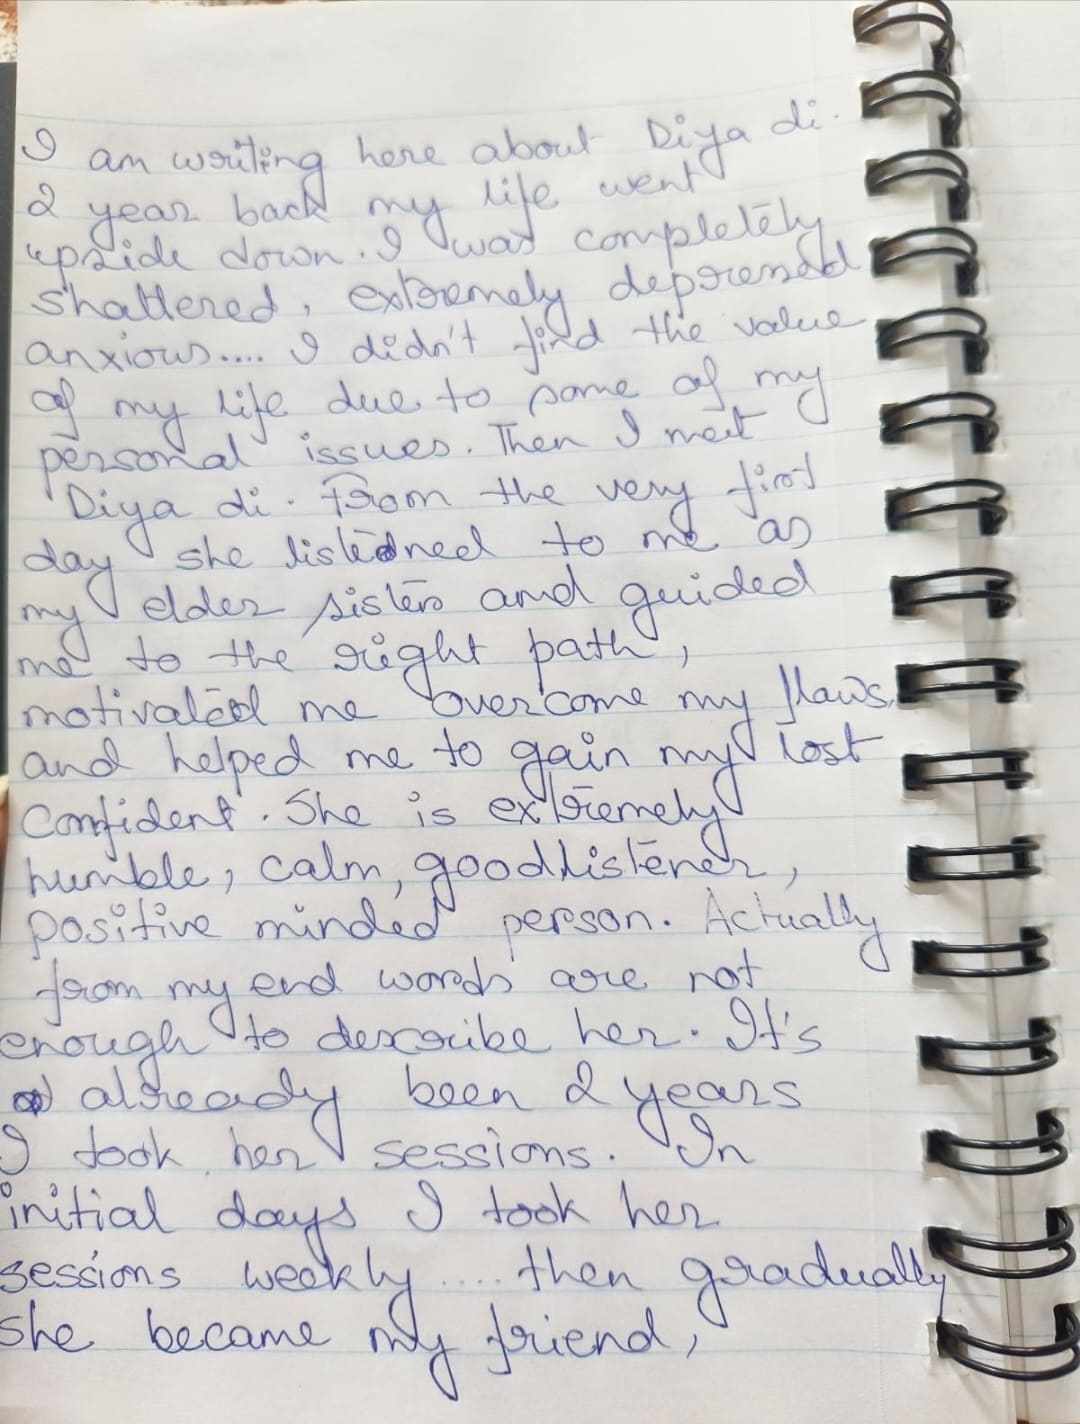 I am writing here about Diya di.
2 year back my life went
upside down. I was completely
shattered, extremely depressed
anxious.... I didn't find the value
of my life due to some of my
personal issues. Then I meet
Diya di. From the very first
day she listedned to me as
my elder sister and guided
me to the right path,
motivated me overcome my flaws,
and helped me to gain my lost
confident. She is extremely
humble, calm, good listener,
positive minded person. Actually
from my end words are not
enough to describe her. It's
already been 2 years
I took her sessions. In
initial days I took her
sessions weekly .... then gradually
she became my friend,